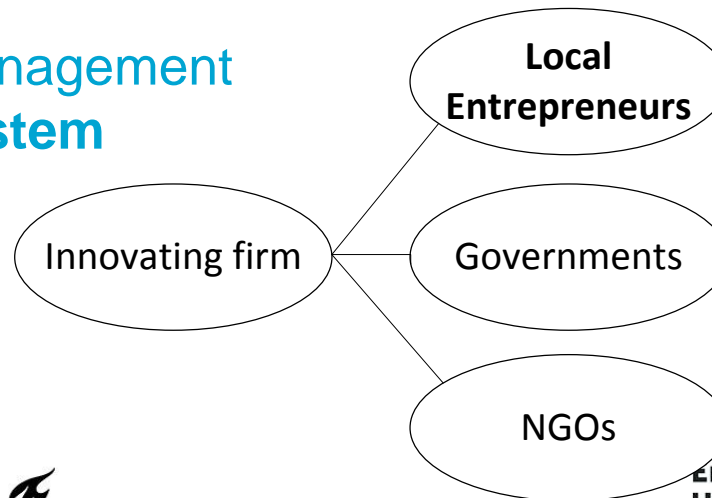 nagement
stem
Local
Entrepreneurs
Innovating firm
Governments
NGOs